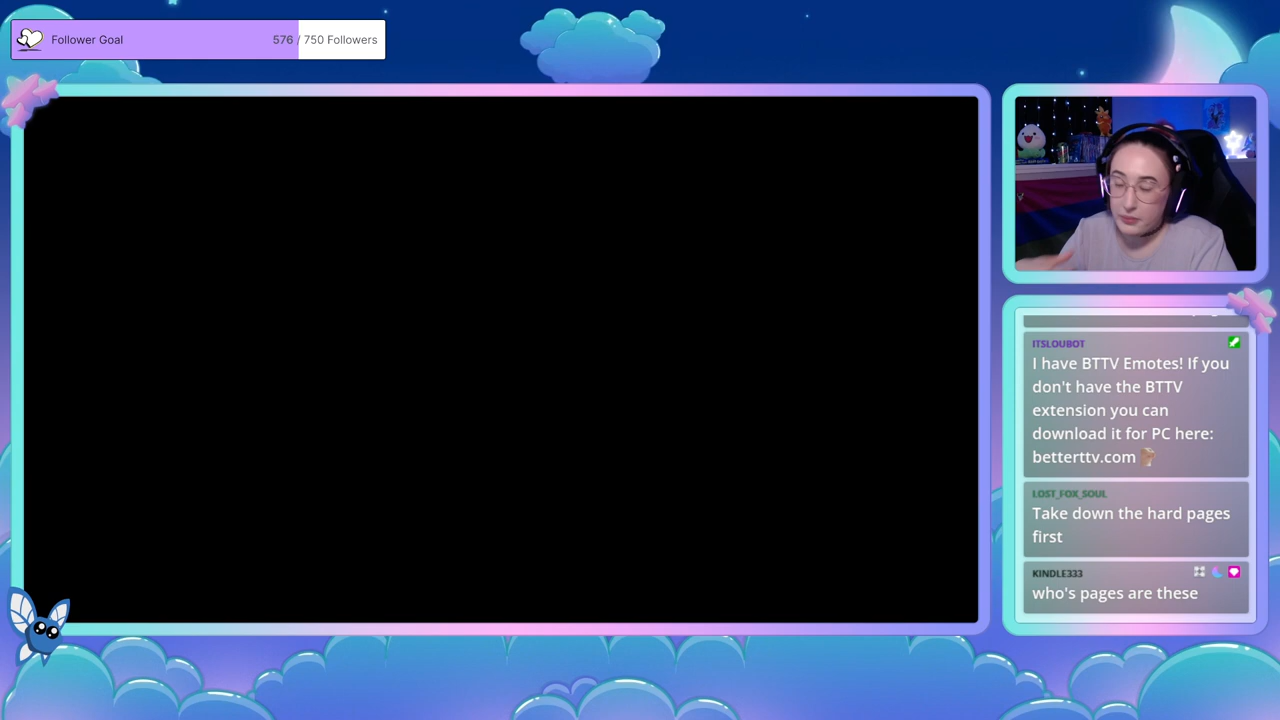 Follower Goal
576 / 750 Followers
ITSLOUBOT
I have BTTV Emotes! If you
don't have the BTTV
extension you can
download it for PC here:
betterttv.com
LOST_FOX_SOUL
Take down the hard pages
first
KINDLE333
who's pages are these